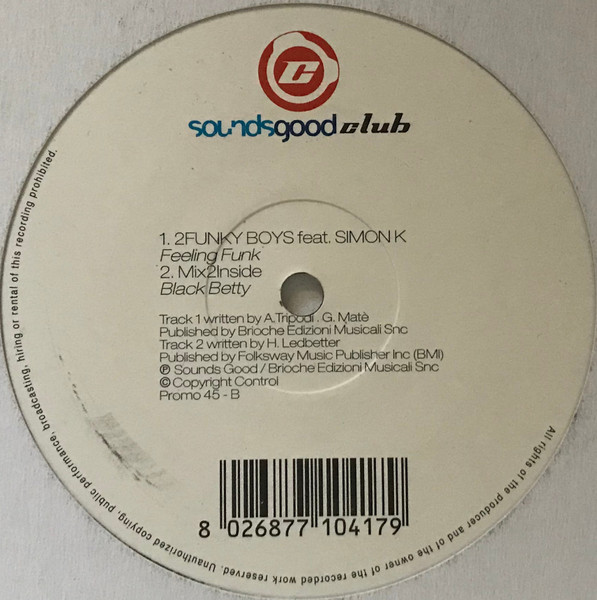 C
soundsgood club
1. 2FUNKY BOYS feat. SIMON K
Feeling Funk
2. Mix2Inside
Black Betty
Track 1 written by A.Tripodi . G. Matè
Published by Brioche Edizioni Musicali Snc
Track 2 written by H. Ledbetter
Published by Folksway Music Publisher Inc (BMI)
℗ Sounds Good / Brioche Edizioni Musicali Snc
© Copyright Control
Promo 45 - B
8 026877 104179
All rights of the producer and of the owner of the recorded work reserved. Unauthorized copying, public performance, broadcasting, hiring or rental of this recording prohibited.